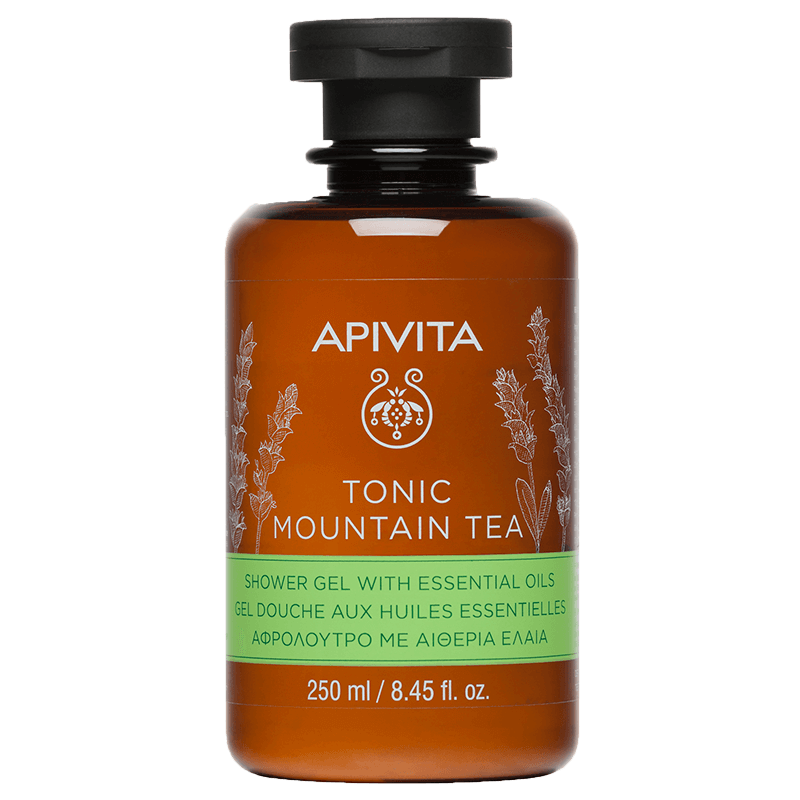 APIVITA
TONIC
MOUNTAIN TEA
SHOWER GEL WITH ESSENTIAL OILS
GEL DOUCHE AUX HUILES ESSENTIELLES
ΑΦΡΟΛΟΥΤΡΟ ΜΕ ΑΙΘΕΡΙΑ ΕΛΑΙΑ
250 ml / 8.45 fl. oz.